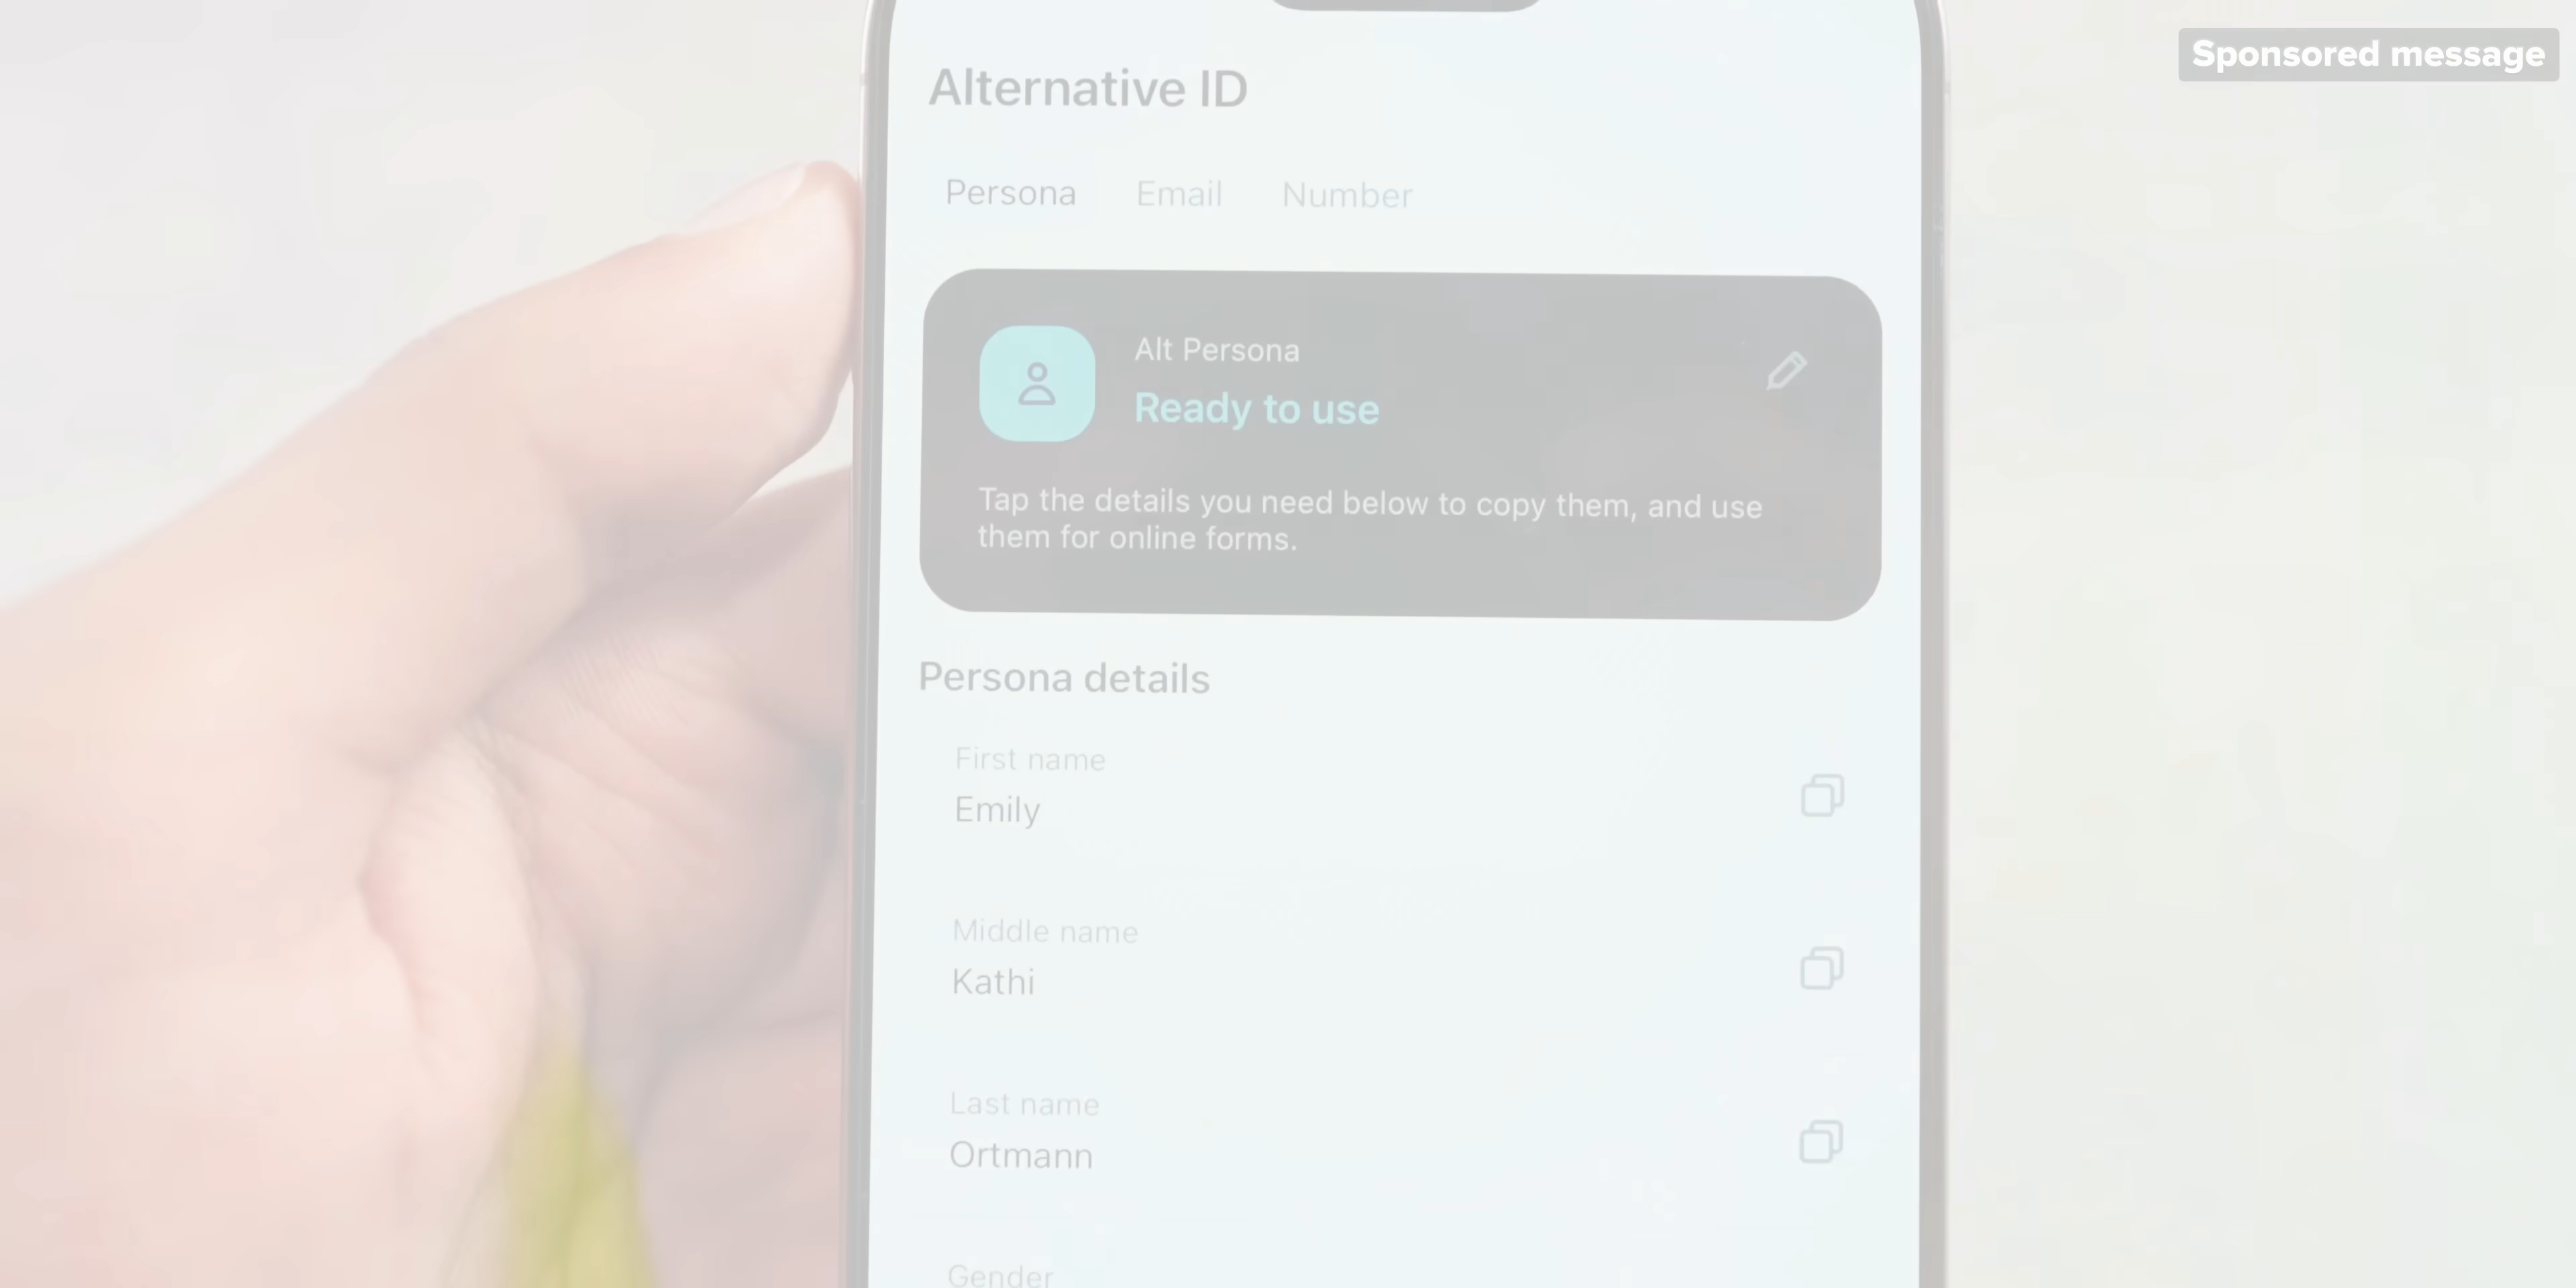 Sponsored message
Alternative ID
Persona Email Number
Alt Persona
Ready to use
Tap the details you need below to copy them, and use
them for online forms.
Persona details
First name
Emily
Middle name
Kathi
Last name
Ortmann
Gender